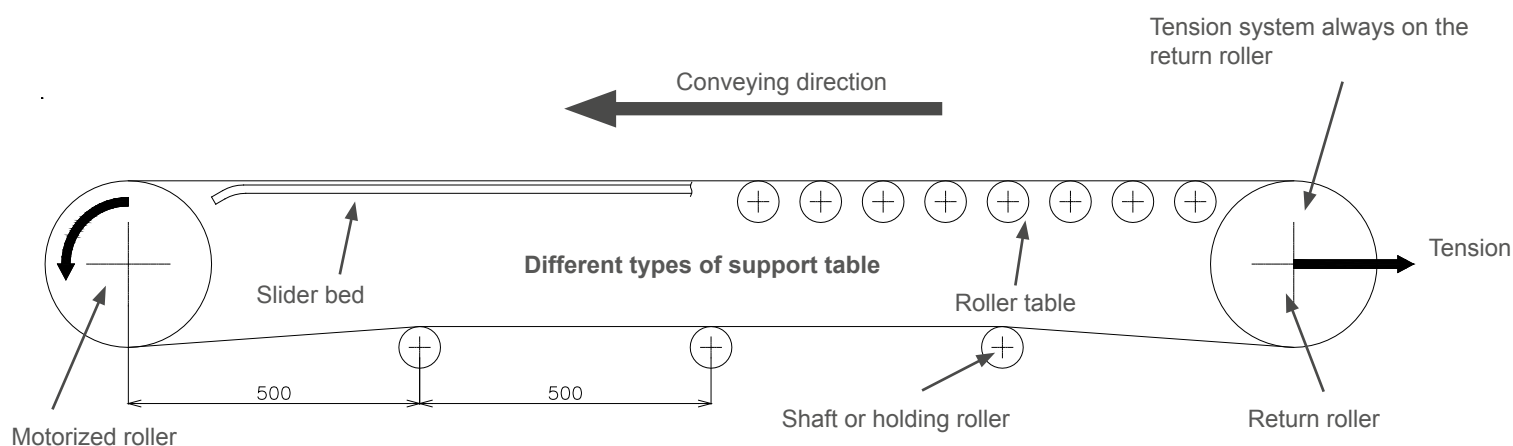 Tension system always on the
return roller
Conveying direction
Tension
Different types of support table
Slider bed
Roller table
500
500
Shaft or holding roller
Return roller
Motorized roller